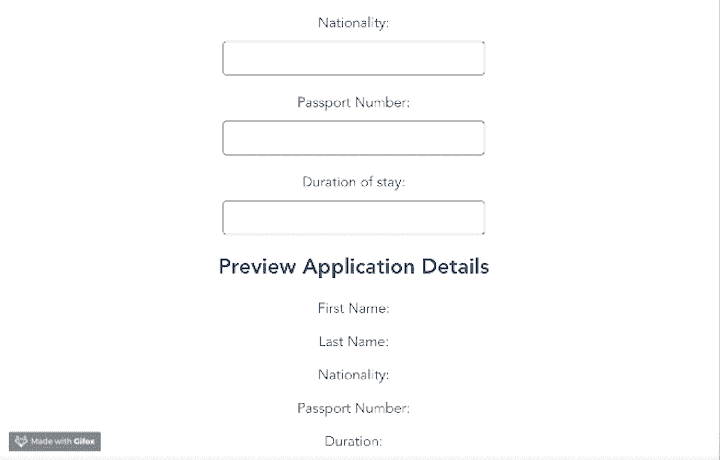 Nationality:
Passport Number:
Duration of stay:
Preview Application Details
First Name:
Last Name:
Nationality:
Passport Number:
Duration:
Made with Gifox